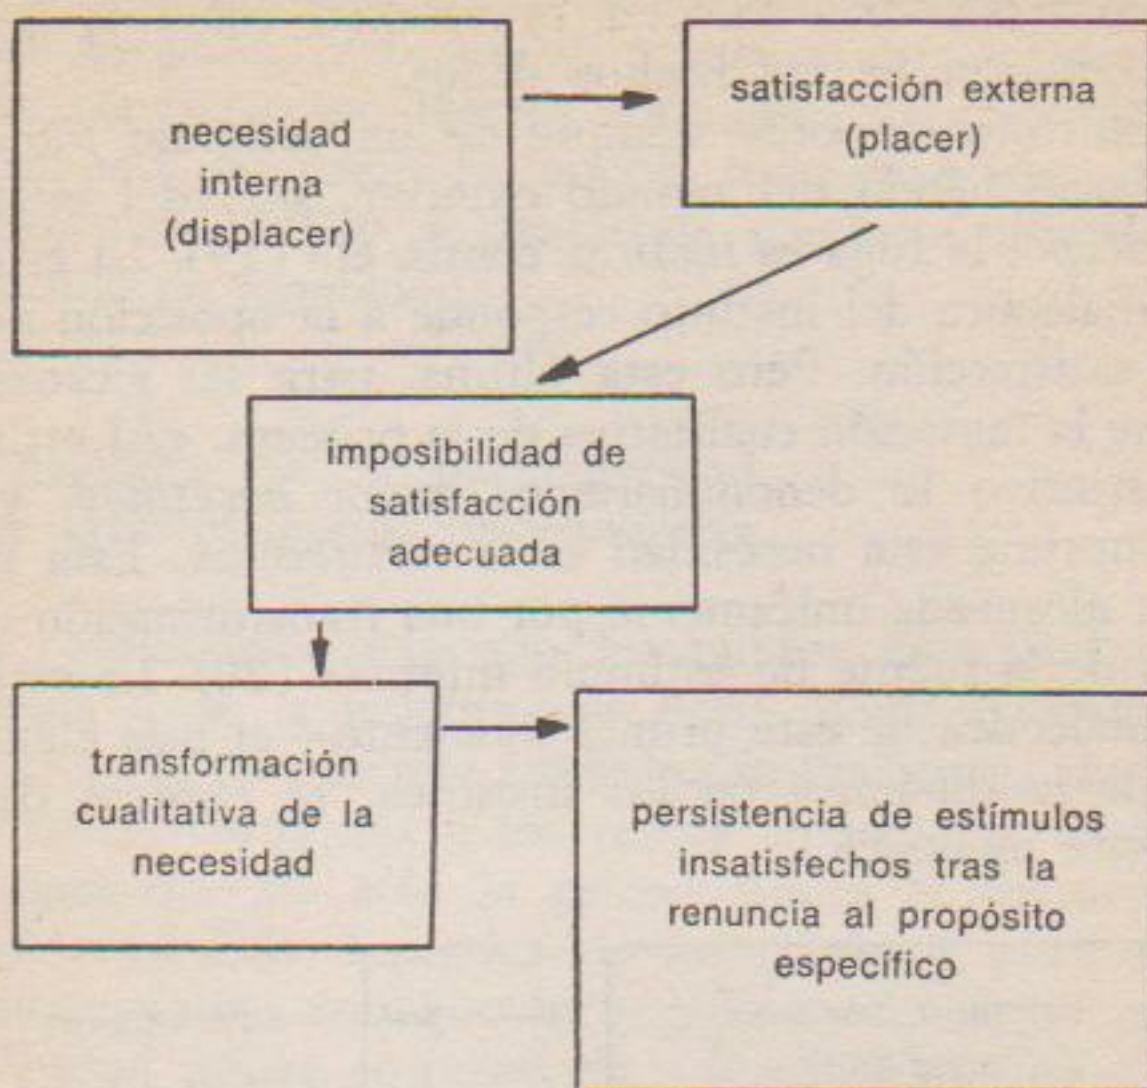 necesidad
interna
(displacer)
satisfacción externa
(placer)
imposibilidad de
satisfacción
adecuada
transformación
cualitativa de la
necesidad
persistencia de estímulos
insatisfechos tras la
renuncia al propósito
específico